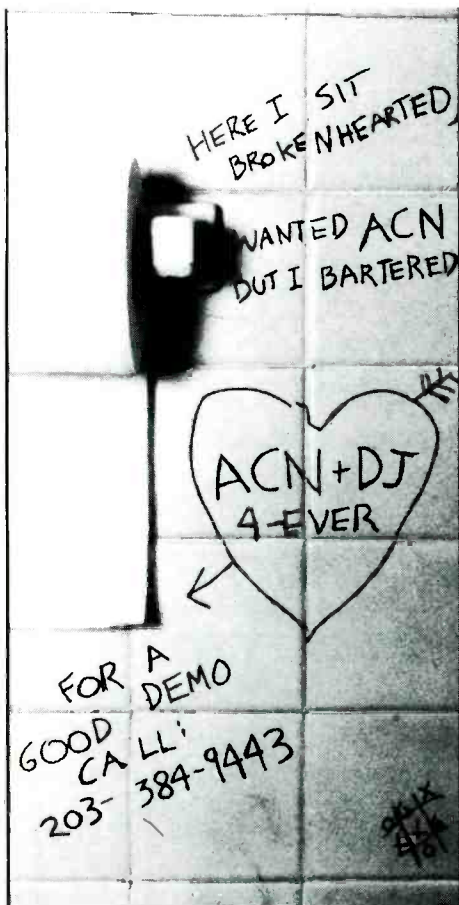 HERE I SIT
BROKENHEARTED,
WANTED ACN
BUT I BARTERED
ACN+DJ
4-EVER
FOR A
GOOD DEMO
CALL:
203-384-9443